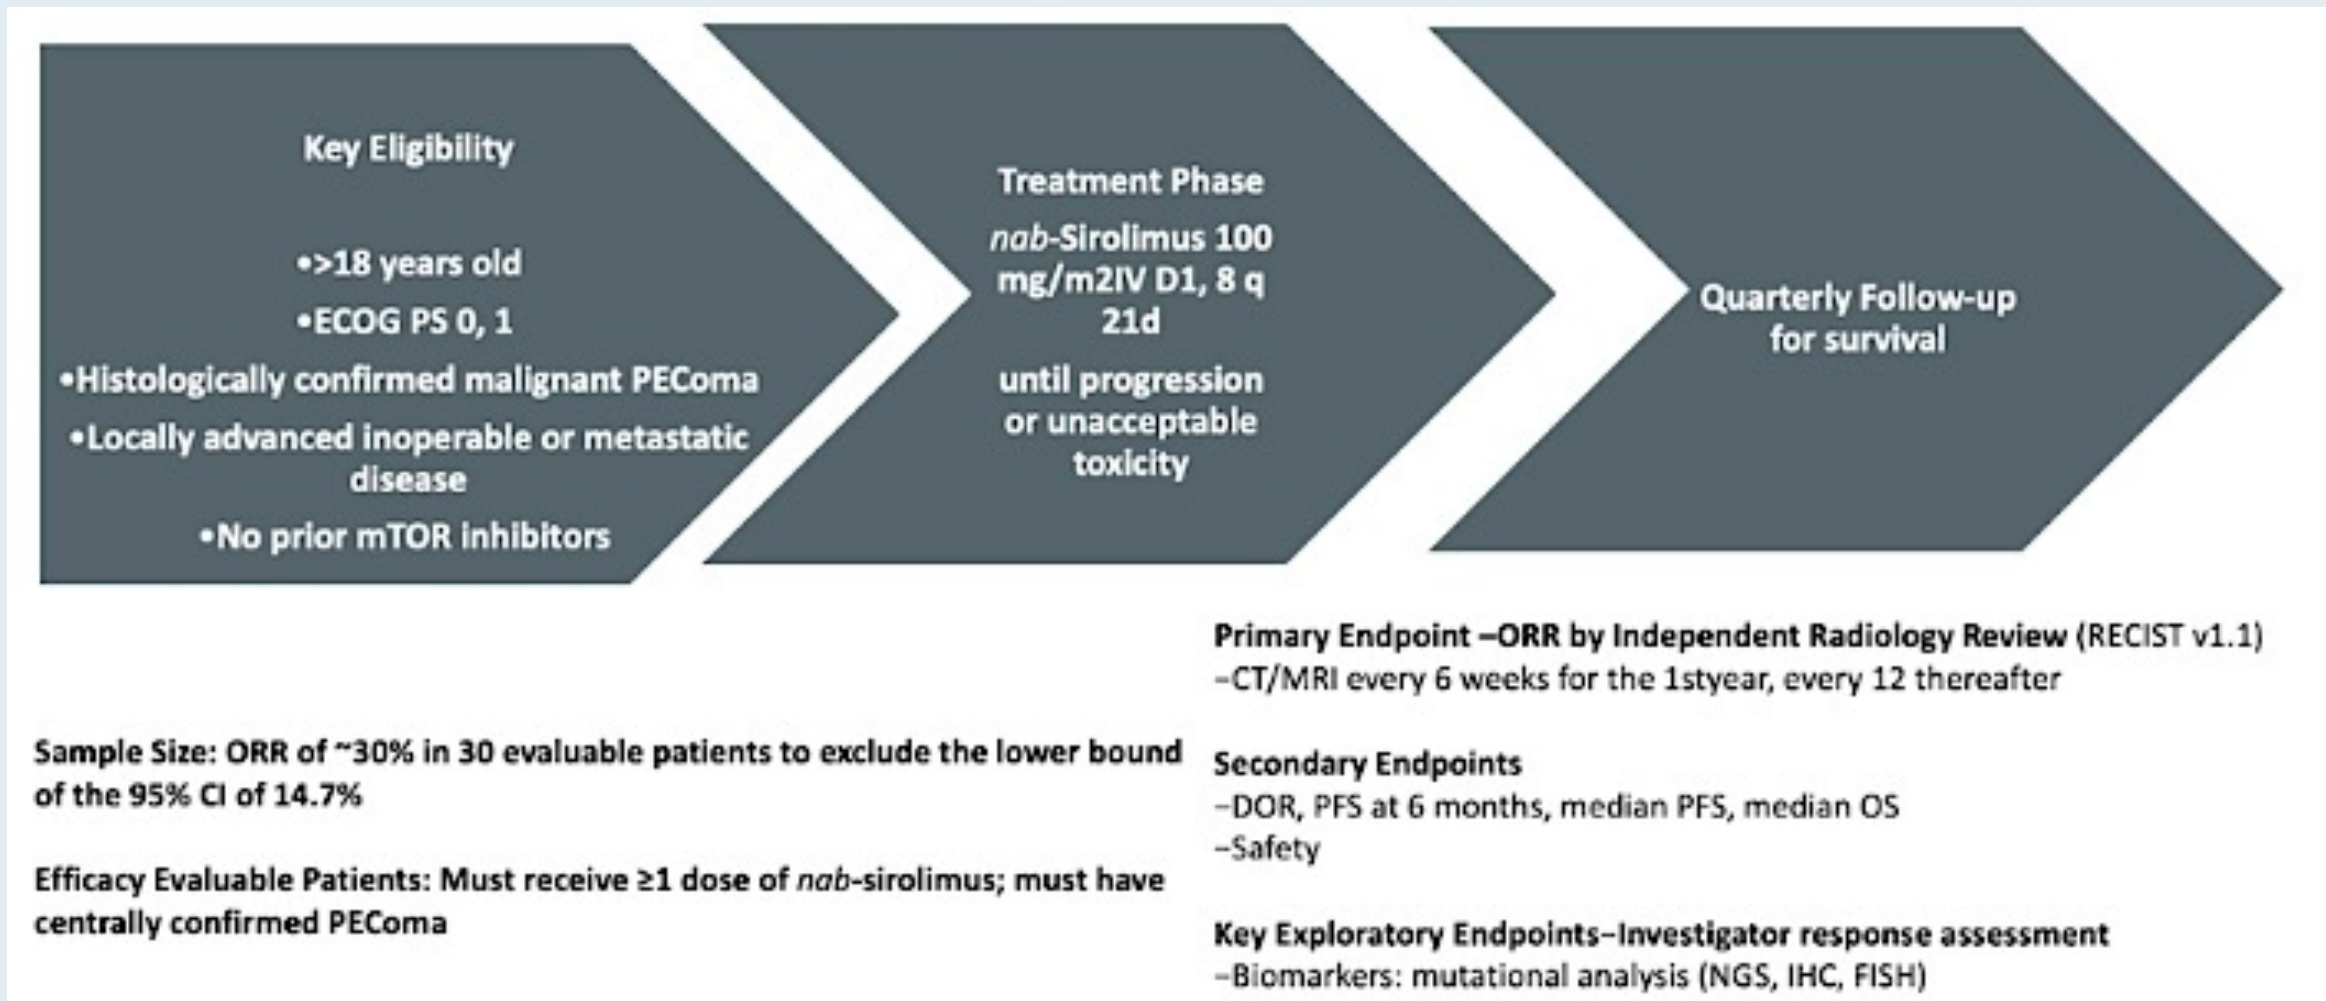 Key Eligibility
•>18 years old
•ECOG PS 0, 1
•Histologically confirmed malignant PEComa
•Locally advanced inoperable or metastatic
disease
•No prior mTOR inhibitors
Treatment Phase
nab-Sirolimus 100
mg/m2IV D1, 8 q
21d
until progression
or unacceptable
toxicity
Quarterly Follow-up
for survival
Sample Size: ORR of ~30% in 30 evaluable patients to exclude the lower bound
of the 95% CI of 14.7%
Efficacy Evaluable Patients: Must receive ≥1 dose of nab-sirolimus; must have
centrally confirmed PEComa
Primary Endpoint –ORR by Independent Radiology Review (RECIST v1.1)
–CT/MRI every 6 weeks for the 1styear, every 12 thereafter
Secondary Endpoints
–DOR, PFS at 6 months, median PFS, median OS
–Safety
Key Exploratory Endpoints–Investigator response assessment
–Biomarkers: mutational analysis (NGS, IHC, FISH)